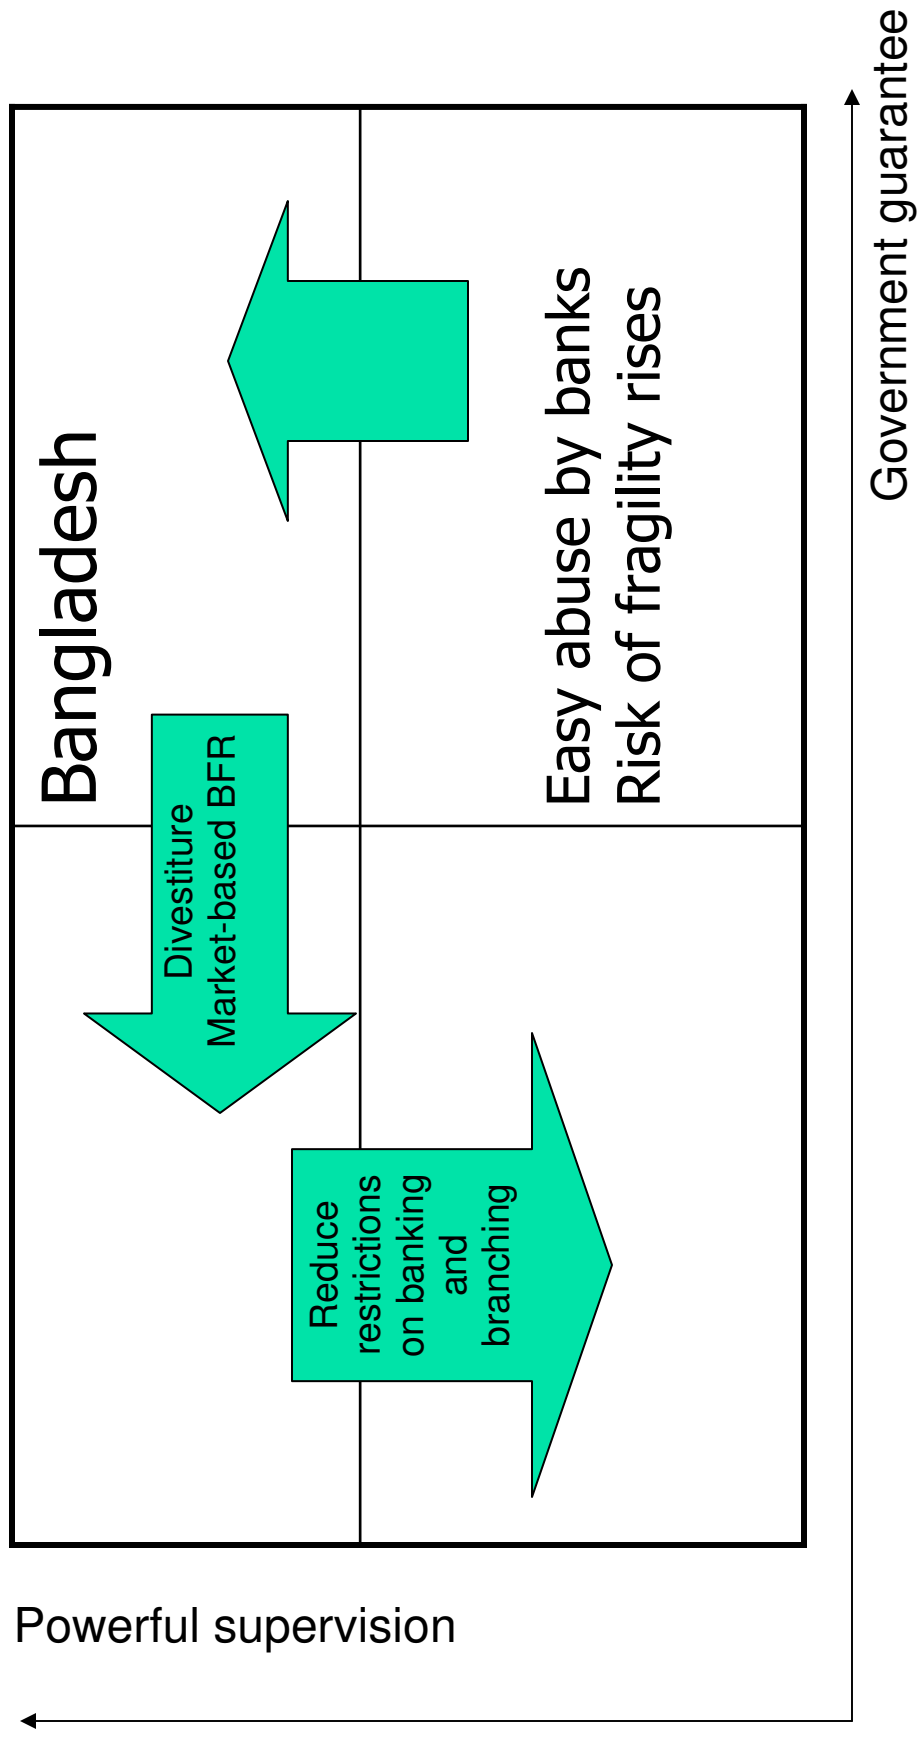 Bangladesh
Divestiture
Market-based BFR
Reduce
restrictions
on banking
and
branching
Easy abuse by banks
Risk of fragility rises
Powerful supervision
Government guarantee